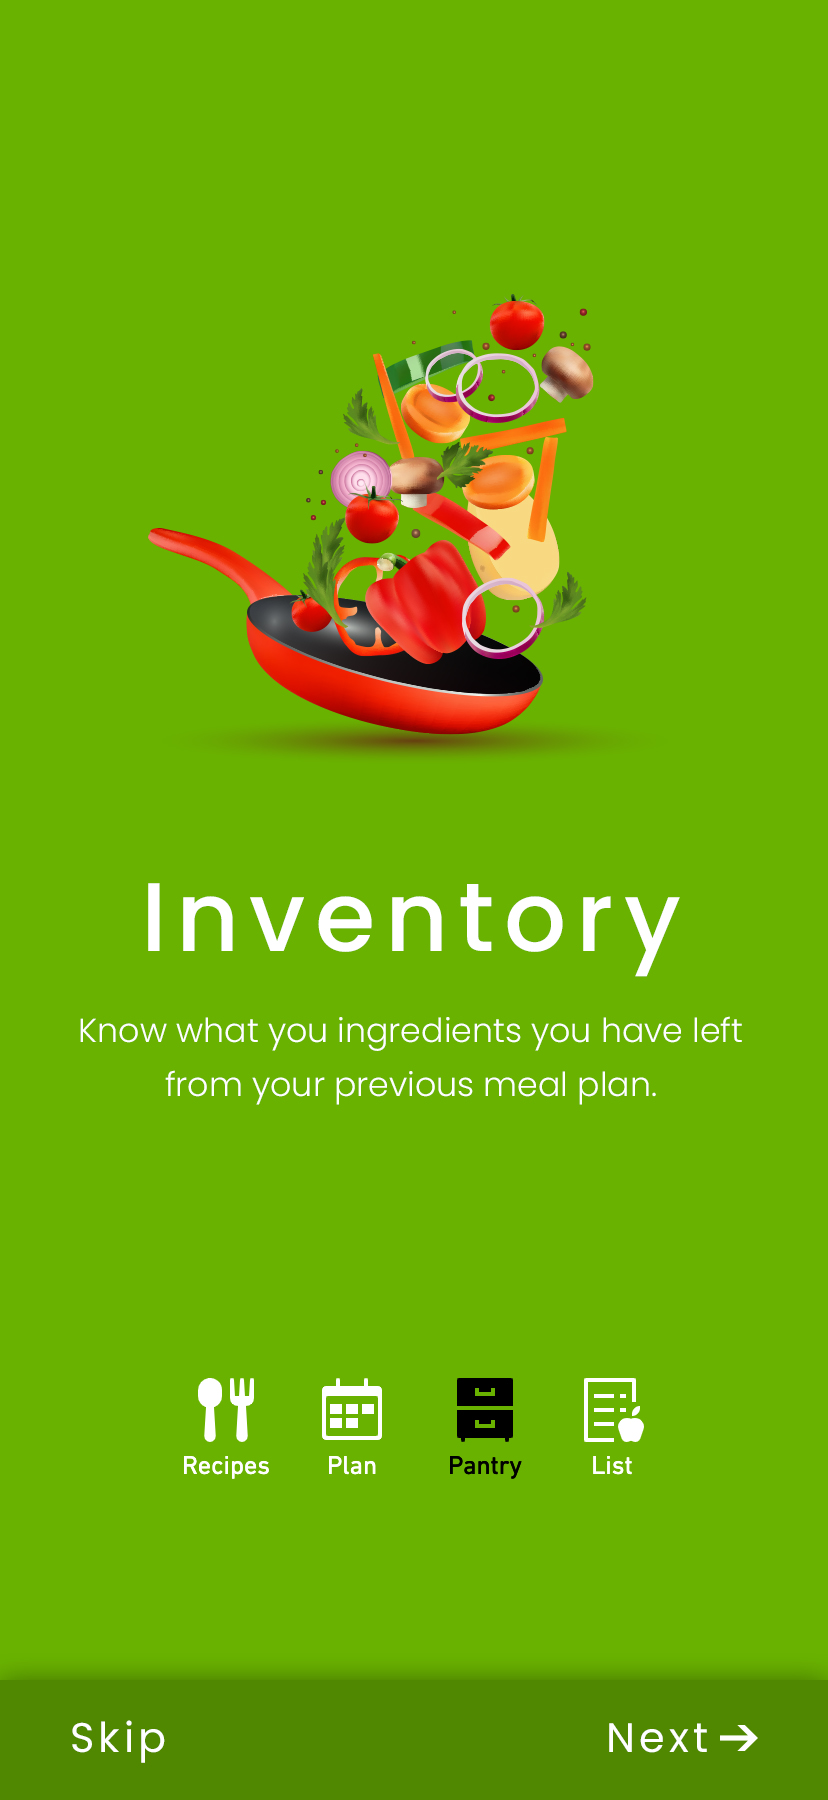 Inventory
Know what you ingredients you have left
from your previous meal plan.
Recipes Plan Pantry List
Skip Next